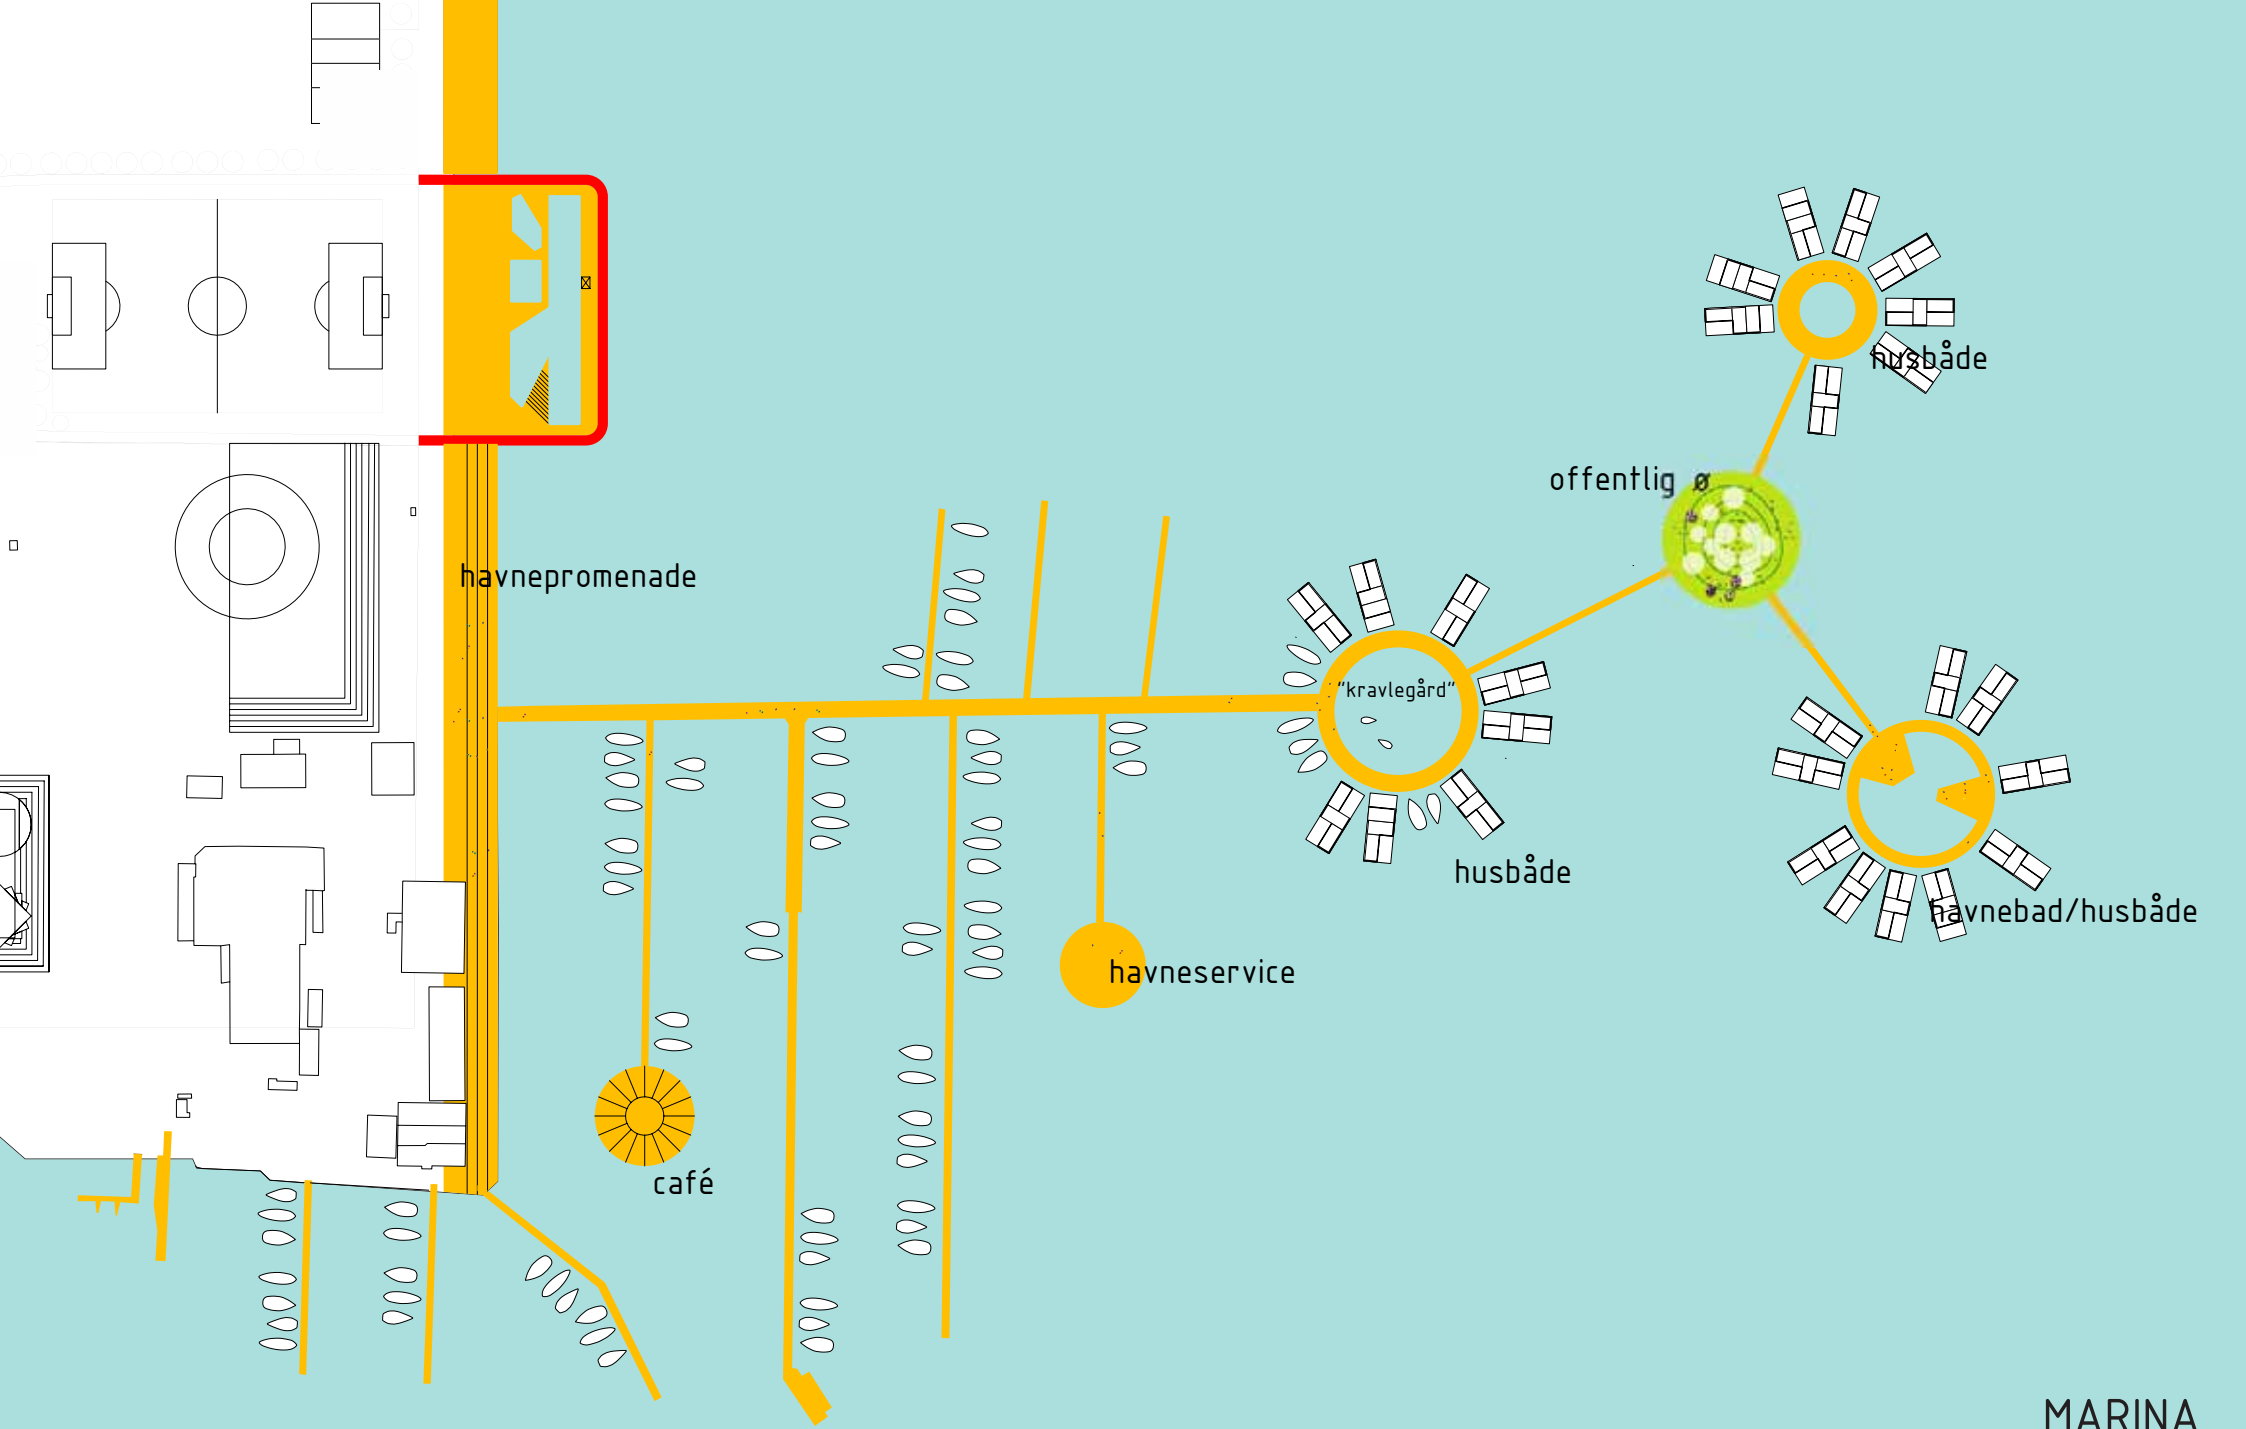 husbåde
offentlig ø
havnepromenade
"kravlegård"
husbåde
havnebad/husbåde
havneservice
café
MARINA